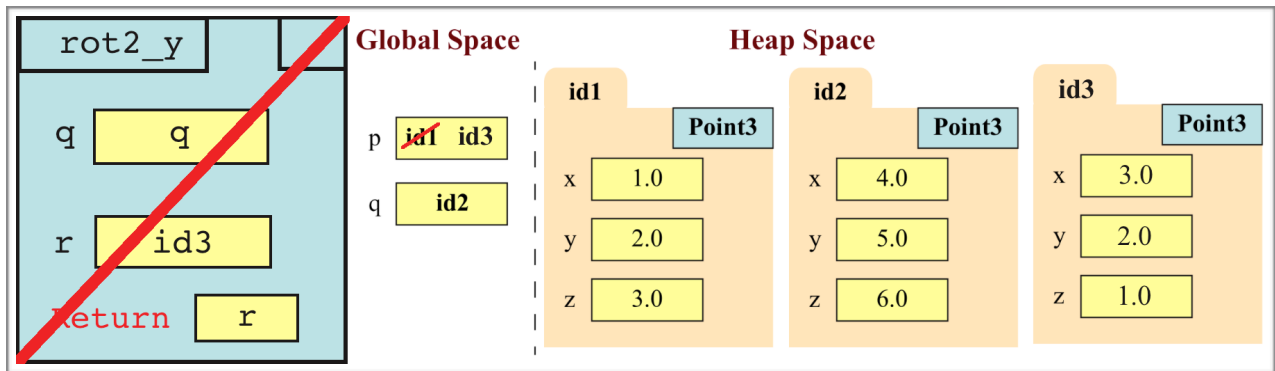 rot2_y
q q
r id3
Return r
Global Space
p id1 id3
q id2
Heap Space
id1
Point3
x 1.0
y 2.0
z 3.0
id2
Point3
x 4.0
y 5.0
z 6.0
id3
Point3
x 3.0
y 2.0
z 1.0